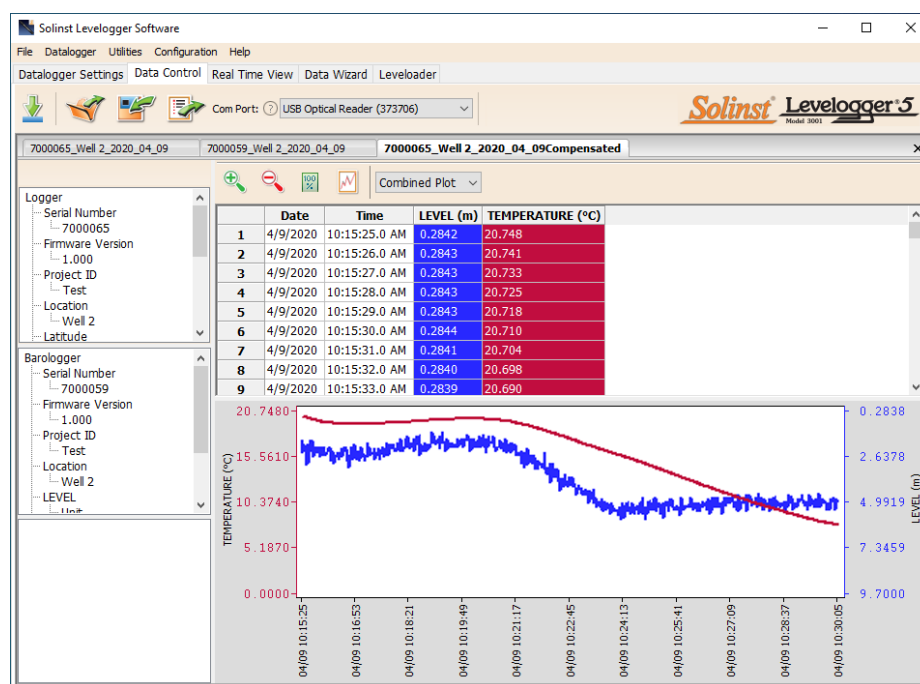 Solinst Levelogger Software
File Datalogger Utilities Configuration Help
Datalogger Settings Data Control Real Time View Data Wizard Leveloader
Com Port: ? USB Optical Reader (373706)
Solinst Levelogger 5
Model 3001
7000065_Well 2_2020_04_09 7000059_Well 2_2020_04_09 7000065_Well 2_2020_04_09Compensated
100%
Combined Plot
Logger
Serial Number
7000065
Firmware Version
1.000
Project ID
Test
Location
Well 2
Latitude
Barologger
Serial Number
7000059
Firmware Version
1.000
Project ID
Test
Location
Well 2
LEVEL
Unit
Date Time LEVEL (m) TEMPERATURE (°C)
1 4/9/2020 10:15:25.0 AM 0.2842 20.748
2 4/9/2020 10:15:26.0 AM 0.2843 20.741
3 4/9/2020 10:15:27.0 AM 0.2843 20.733
4 4/9/2020 10:15:28.0 AM 0.2843 20.725
5 4/9/2020 10:15:29.0 AM 0.2843 20.718
6 4/9/2020 10:15:30.0 AM 0.2844 20.710
7 4/9/2020 10:15:31.0 AM 0.2841 20.704
8 4/9/2020 10:15:32.0 AM 0.2840 20.698
9 4/9/2020 10:15:33.0 AM 0.2839 20.690
TEMPERATURE (°C)
20.7480
15.5610
10.3740
5.1870
0.0000
0.2838
2.6378
4.9919
7.3459
9.7000
LEVEL (m)
04/09 10:15:25
04/09 10:16:53
04/09 10:18:21
04/09 10:19:49
04/09 10:21:17
04/09 10:22:45
04/09 10:24:13
04/09 10:25:41
04/09 10:27:09
04/09 10:28:37
04/09 10:30:05